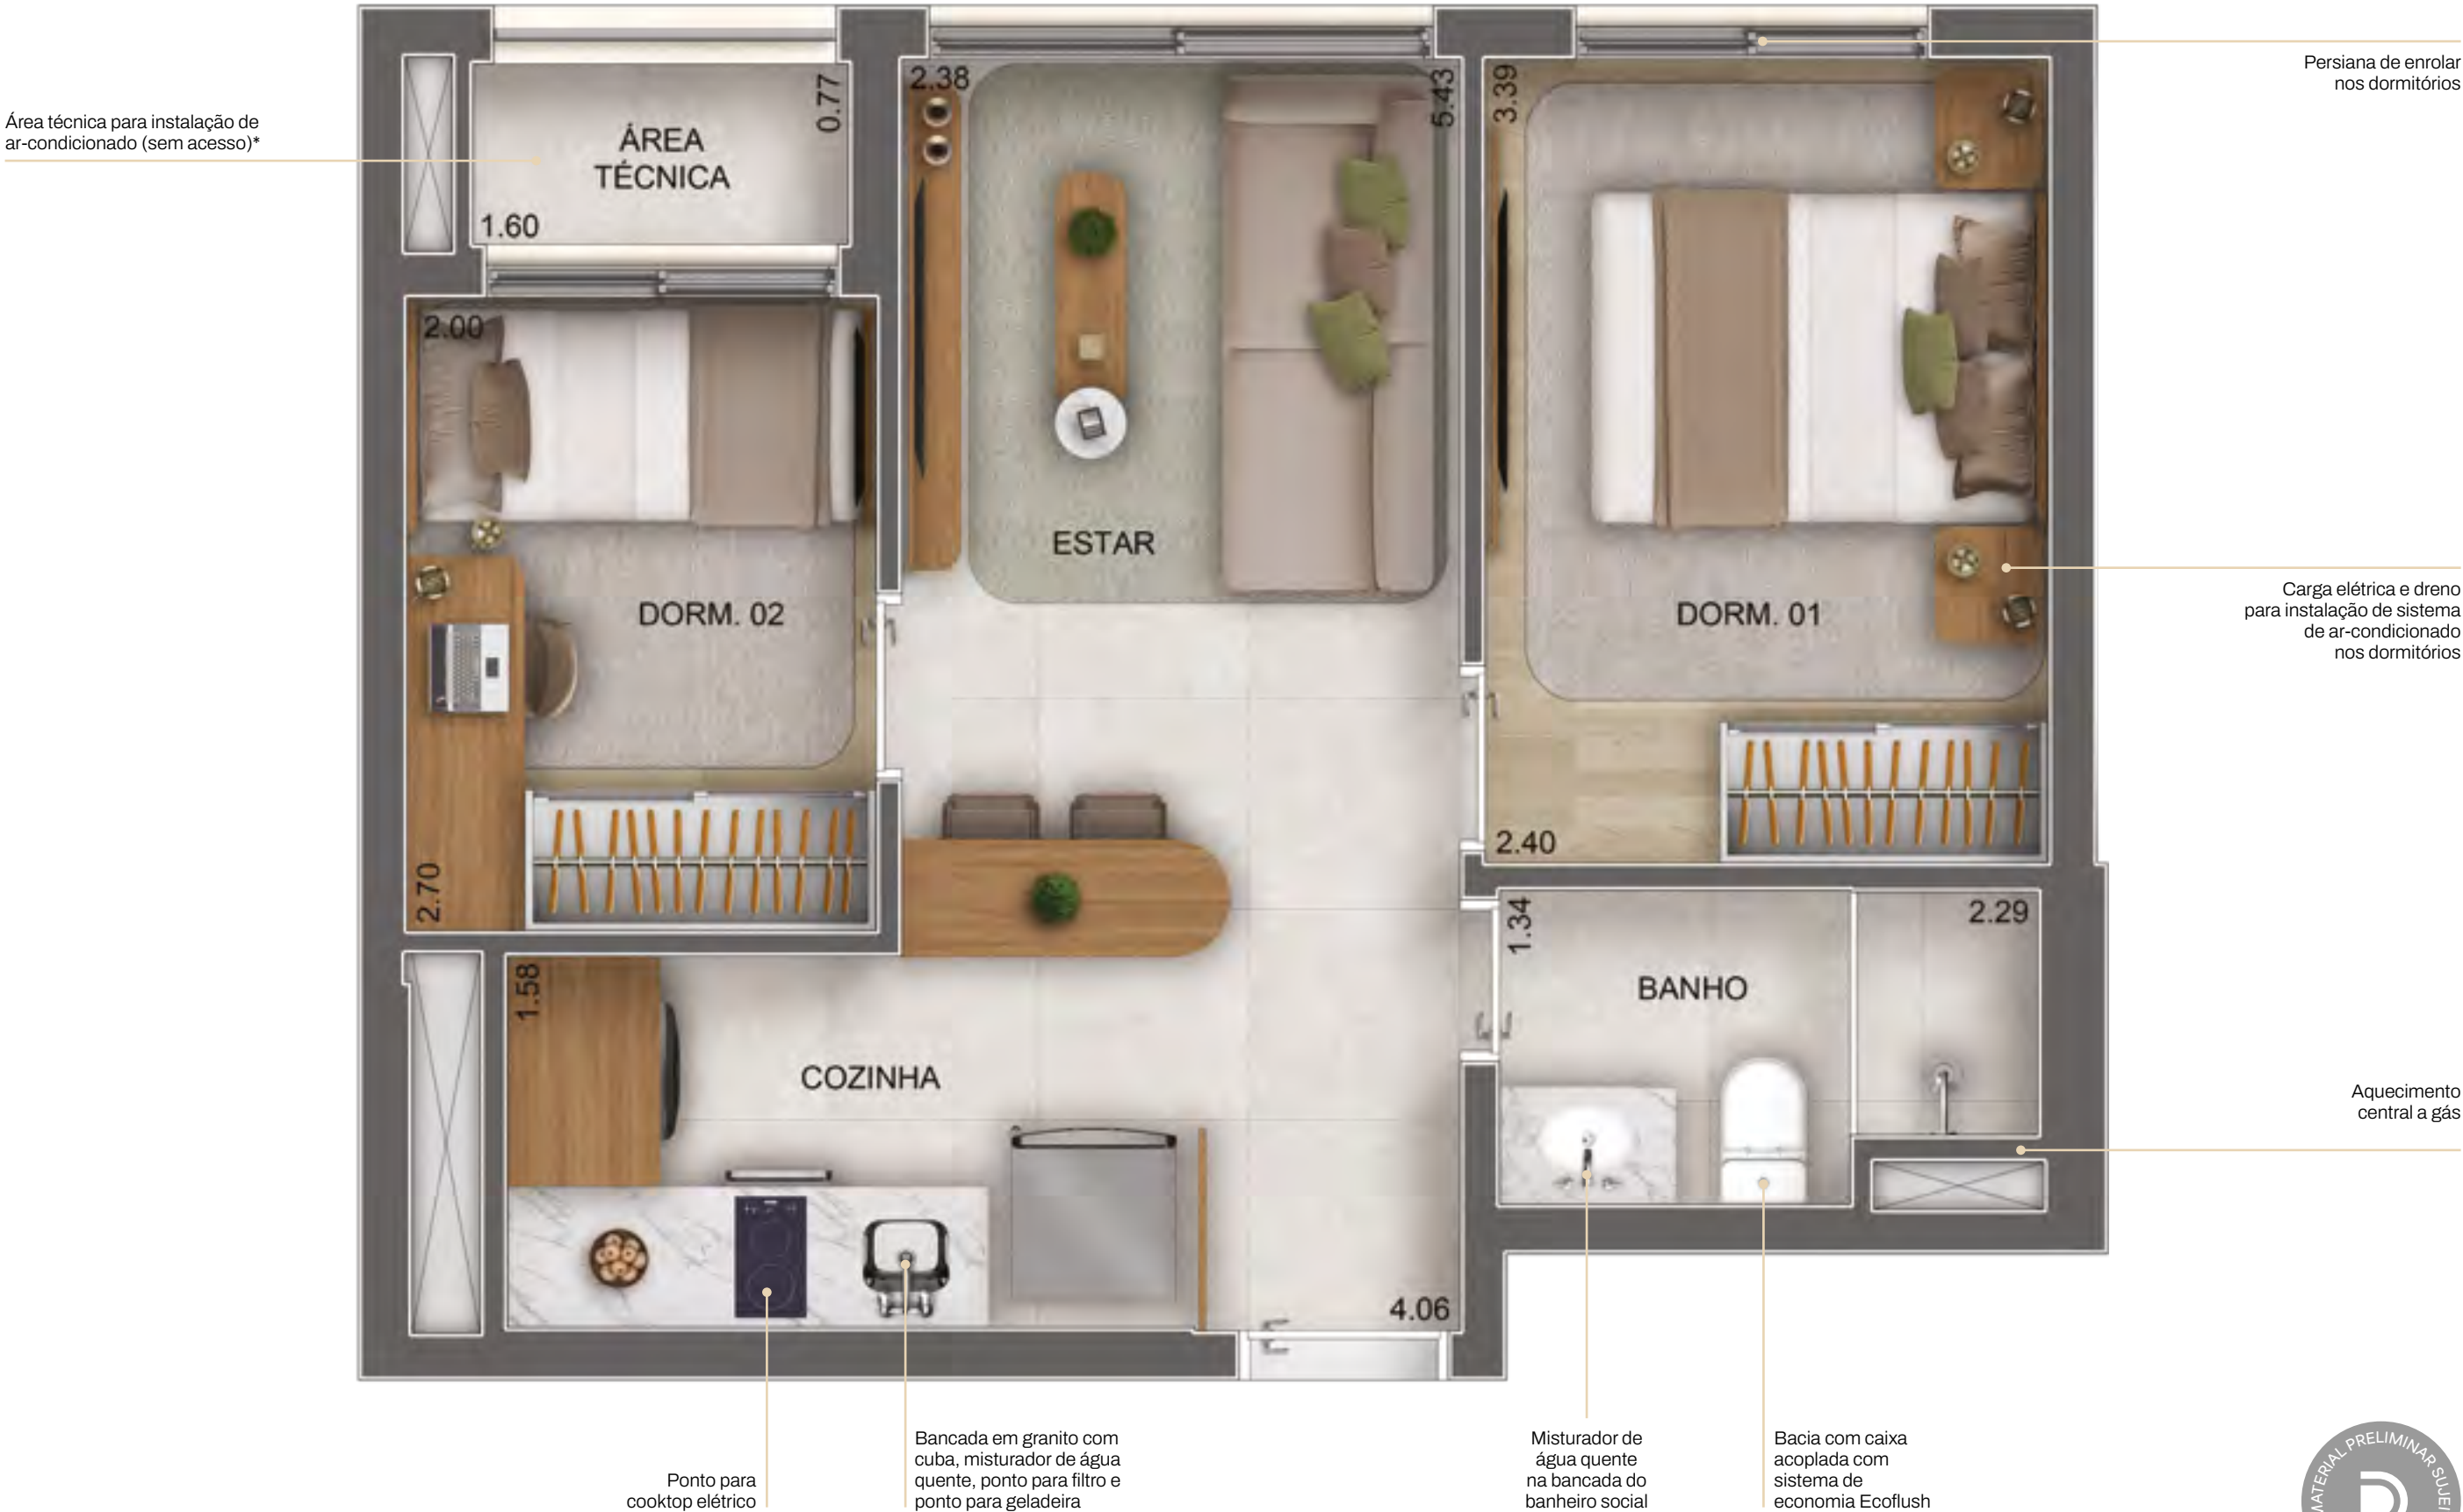 Persiana de enrolar
nos dormitórios
Área técnica para instalação de
ar-condicionado (sem acesso)*
ÁREA
TÉCNICA
0.77
1.60
2.38
5.43
3.39
2.00
ESTAR
DORM. 02
DORM. 01
Carga elétrica e dreno
para instalação de sistema
de ar-condicionado
nos dormitórios
2.70
2.40
1.34
2.29
BANHO
1.58
COZINHA
4.06
Aquecimento
central a gás
Ponto para
cooktop elétrico
Bancada em granito com
cuba, misturador de água
quente, ponto para filtro e
ponto para geladeira
Misturador de
água quente
na bancada do
banheiro social
Bacia com caixa
acoplada com
sistema de
economia Ecoflush
MATERIAL PRELIMINAR